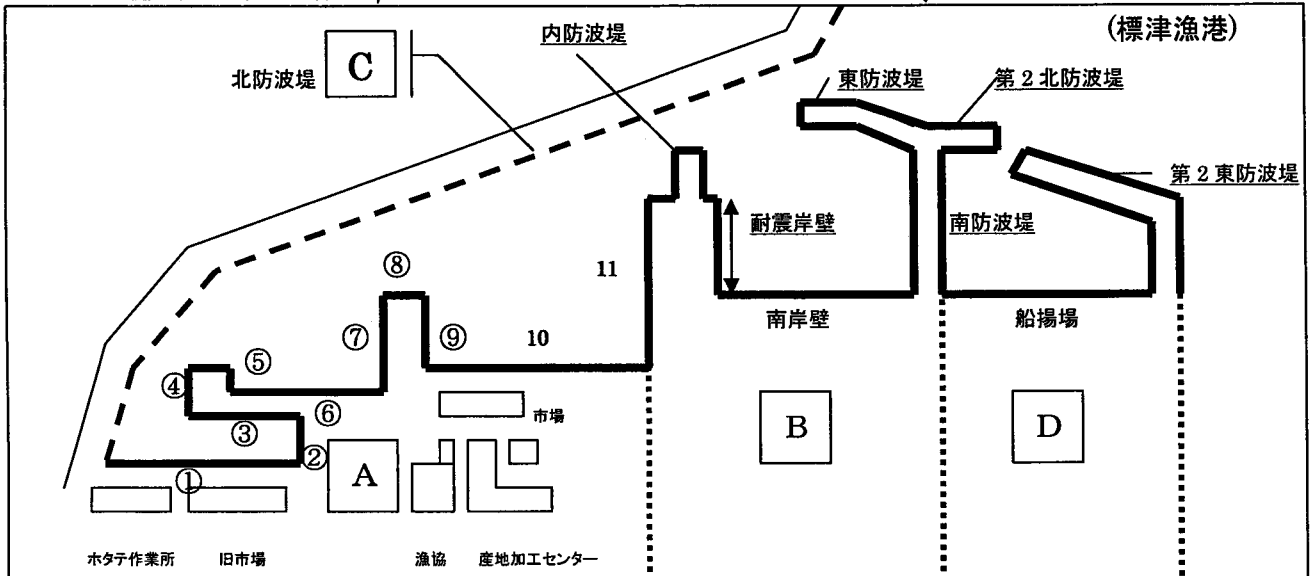 (標津漁港)
内防波堤
C
北防波堤
東防波堤
第2北防波堤
第2東防波堤
耐震岸壁
南防波堤
⑧
11
⑦
⑨
10
南岸壁
船揚場
⑤
④
⑥
③
市場
②
A
B
D
①
ホタテ作業所
旧市場
漁協
産地加工センター